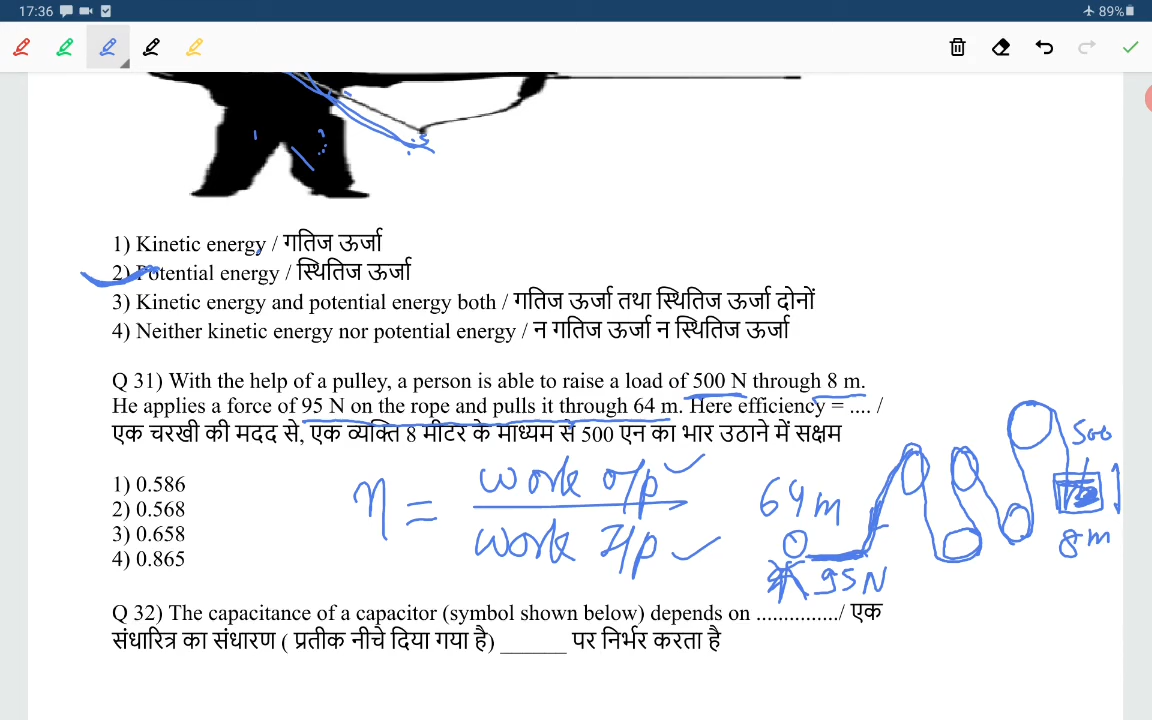 17:36
89%
1) Kinetic energy / गतिज ऊर्जा
2) Potential energy / स्थितिज ऊर्जा
3) Kinetic energy and potential energy both / गतिज ऊर्जा तथा स्थितिज ऊर्जा दोनों
4) Neither kinetic energy nor potential energy / न गतिज ऊर्जा न स्थितिज ऊर्जा
Q 31) With the help of a pulley, a person is able to raise a load of 500 N through 8 m.
He applies a force of 95 N on the rope and pulls it through 64 m. Here efficiency = .... /
एक चरखी की मदद से, एक व्यक्ति 8 मीटर के माध्यम से 500 एन का भार उठाने में सक्षम
1) 0.586
2) 0.568
3) 0.658
4) 0.865
η = work o/p
work I/p
64 m
95 N
500
8 m
Q 32) The capacitance of a capacitor (symbol shown below) depends on .............../ एक
संधारित्र का संधारण ( प्रतीक नीचे दिया गया है) ______ पर निर्भर करता है